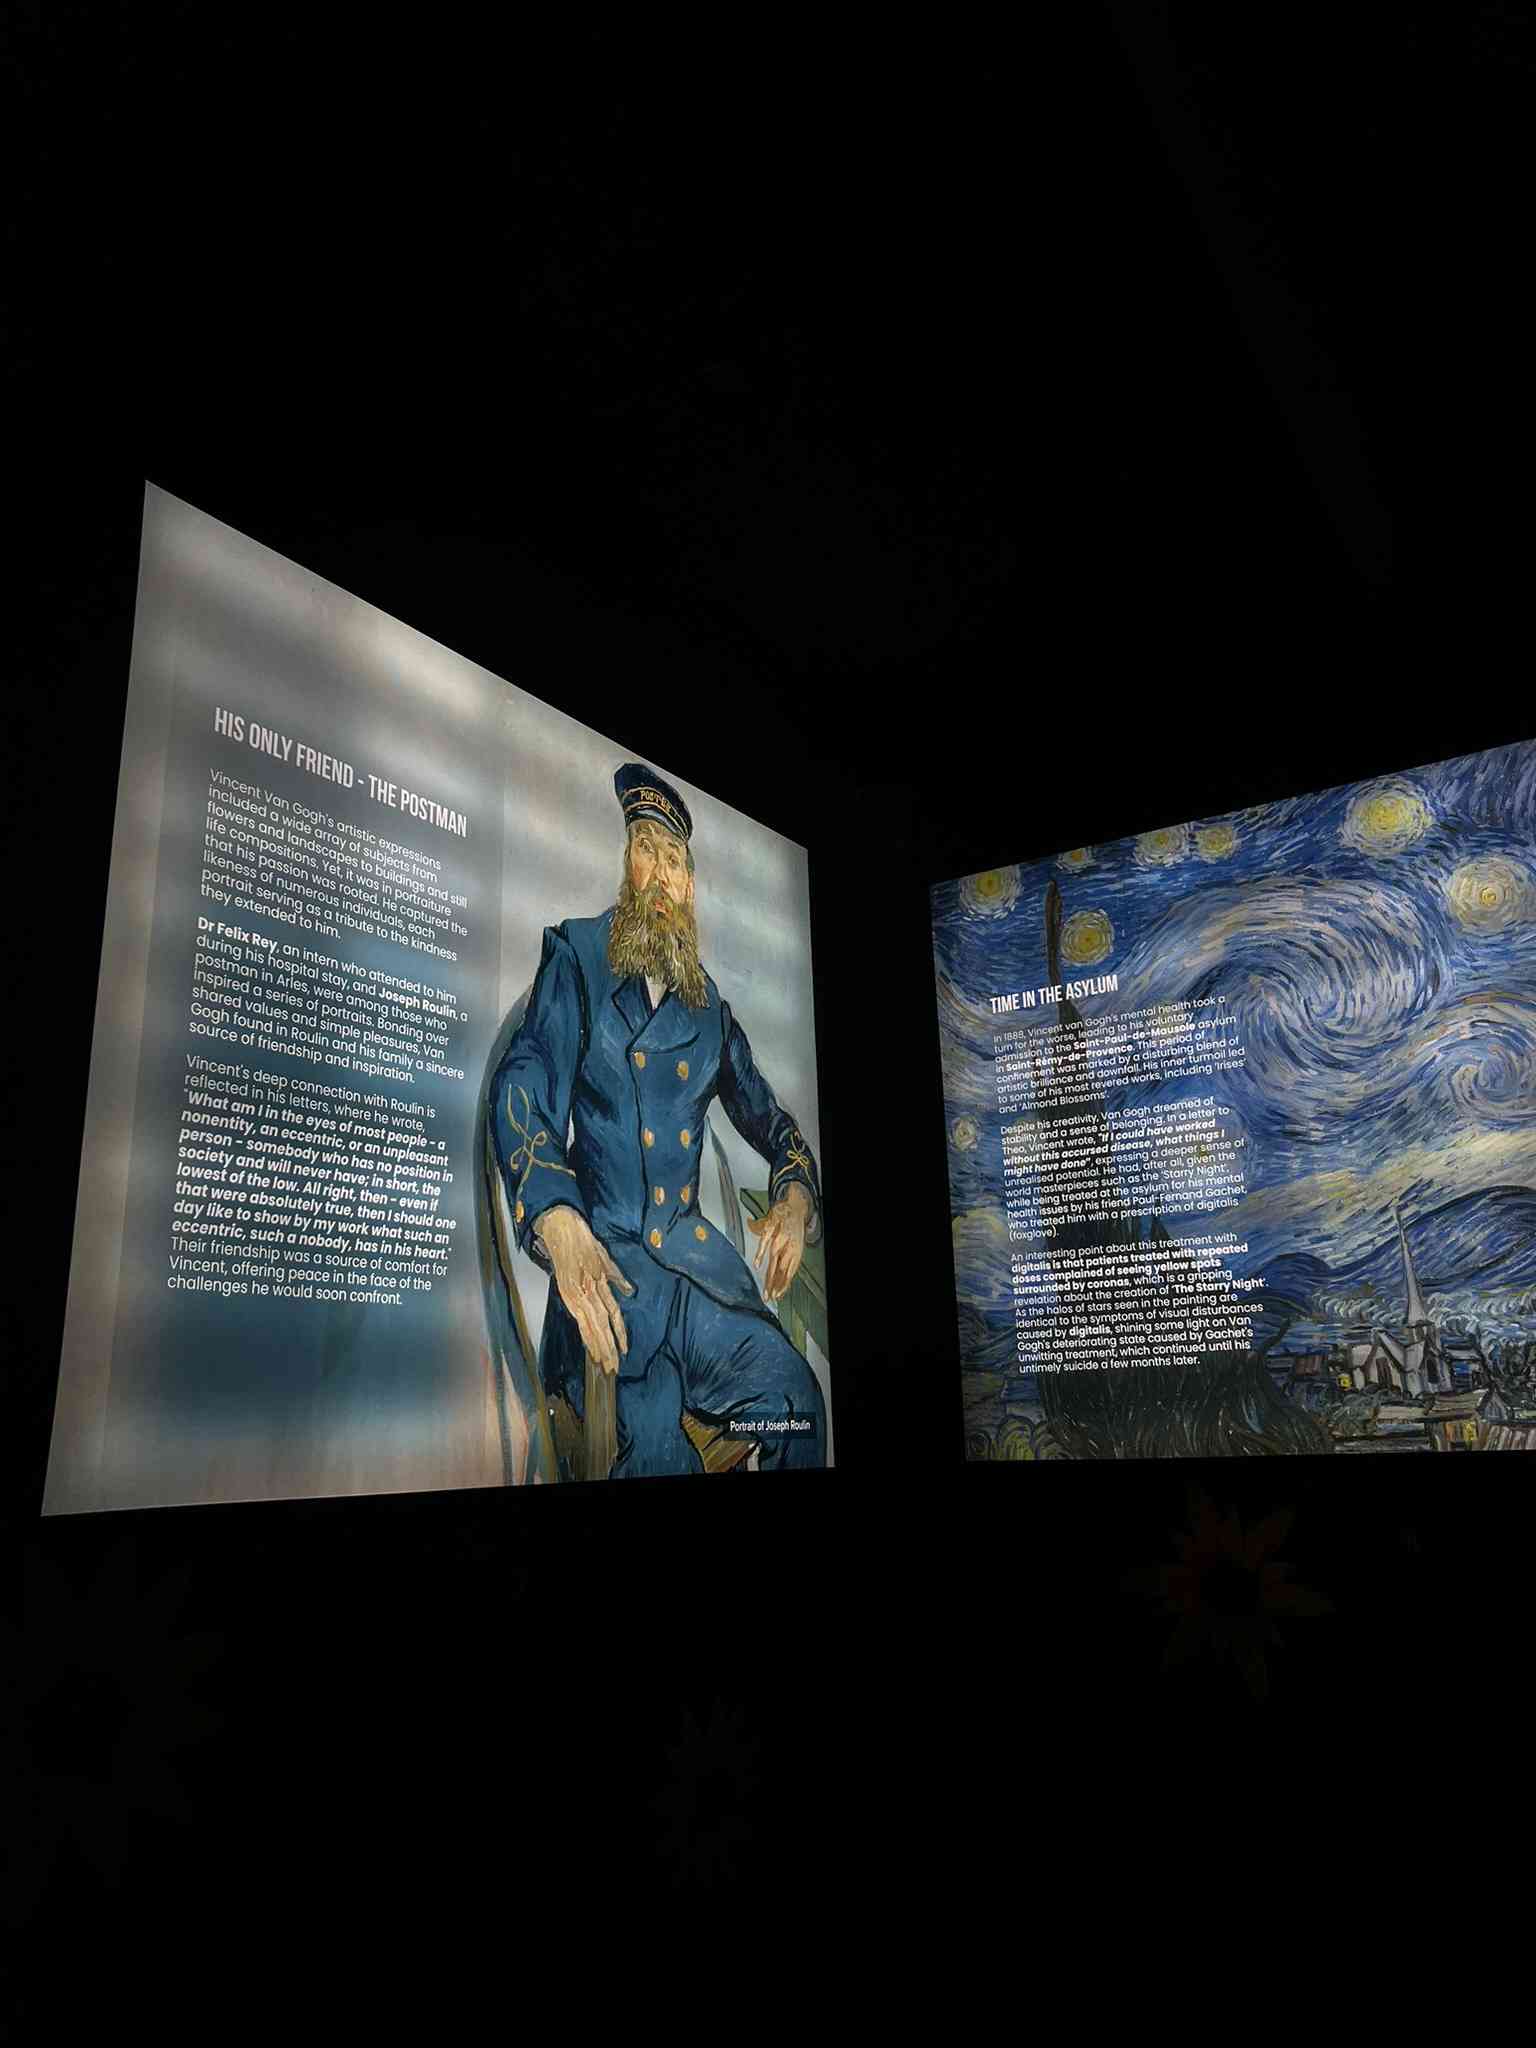 HIS ONLY FRIEND - THE POSTMAN
Vincent Van Gogh's artistic expressions
included a wide array of subjects from
flowers and landscapes to buildings and still
life compositions. Yet, it was in portraiture
that his passion was rooted. He captured the
likeness of numerous individuals, each
portrait serving as a tribute to the kindness
they extended to him.
Dr Felix Rey, an intern who attended to him
during his hospital stay, and Joseph Roulin, a
postman in Arles, were among those who
inspired a series of portraits. Bonding over
shared values and simple pleasures, Van
Gogh found in Roulin and his family a sincere
source of friendship and inspiration.
Vincent's deep connection with Roulin is
reflected in his letters, where he wrote,
"What am I in the eyes of most people - a
nonentity, an eccentric, or an unpleasant
person - somebody who has no position in
society and will never have; in short, the
lowest of the low. All right, then - even if
that were absolutely true, then I should one
day like to show by my work what such an
eccentric, such a nobody, has in his heart."
Their friendship was a source of comfort for
Vincent, offering peace in the face of the
challenges he would soon confront.
POSTES
Portrait of Joseph Roulin
TIME IN THE ASYLUM
In 1888, Vincent van Gogh's mental health took a
turn for the worse, leading to his voluntary
admission to the Saint-Paul-de-Mausole asylum
in Saint-Rémy-de-Provence. This period of
confinement was marked by a disturbing blend of
artistic brilliance and downfall. His inner turmoil led
to some of his most revered works, including 'Irises'
and 'Almond Blossoms'.
Despite his creativity, Van Gogh dreamed of
stability and a sense of belonging. In a letter to
Theo, Vincent wrote, "If I could have worked
without this accursed disease, what things I
might have done", expressing a deeper sense of
unrealised potential. He had, after all, given the
world masterpieces such as the 'Starry Night',
while being treated at the asylum for his mental
health issues by his friend Paul-Fernand Gachet,
who treated him with a prescription of digitalis
(foxglove).
An interesting point about this treatment with
digitalis is that patients treated with repeated
doses complained of seeing yellow spots
surrounded by coronas, which is a gripping
revelation about the creation of 'The Starry Night'.
As the halos of stars seen in the painting are
identical to the symptoms of visual disturbances
caused by digitalis, shining some light on Van
Gogh's deteriorating state caused by Gachet's
unwitting treatment, which continued until his
untimely suicide a few months later.